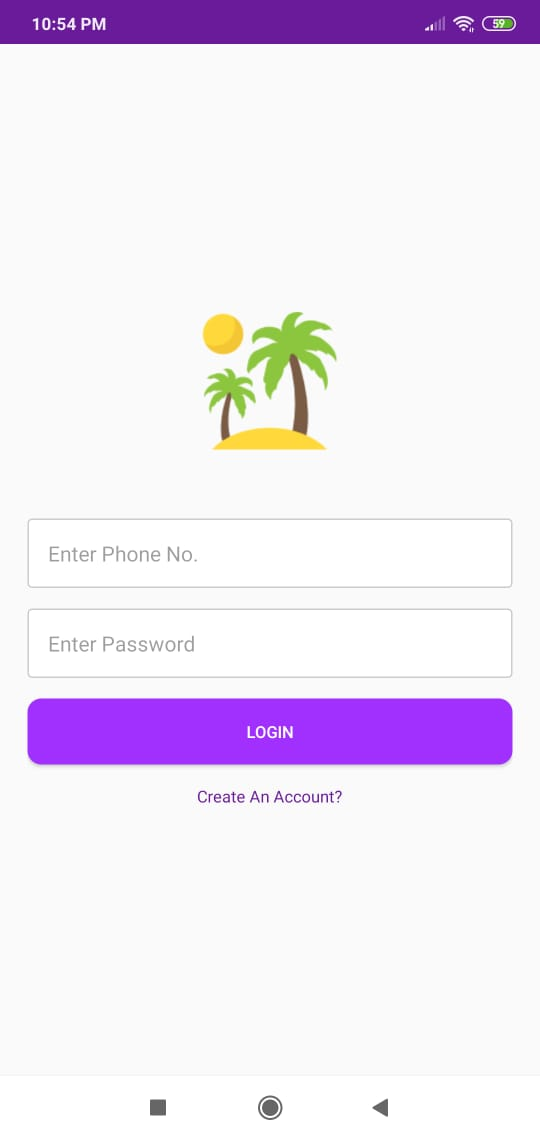 10:54 PM 59
Enter Phone No.
Enter Password
LOGIN
Create An Account?